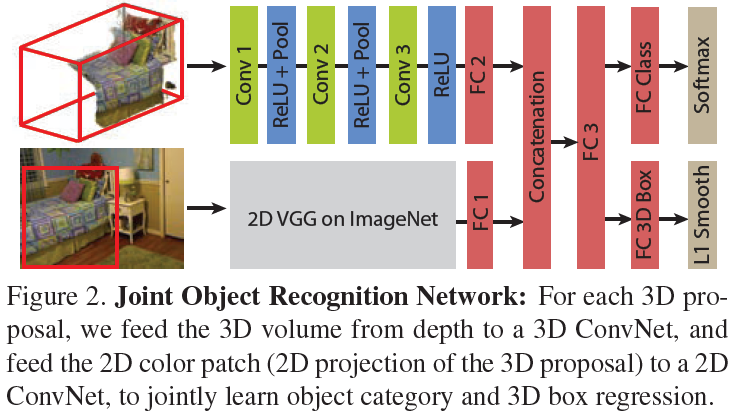 Conv 1
ReLU + Pool
Conv 2
ReLU + Pool
Conv 3
ReLU
FC 2
2D VGG on ImageNet
FC 1
Concatenation
FC 3
FC Class
Softmax
FC 3D Box
L1 Smooth
Figure 2. Joint Object Recognition Network: For each 3D pro-
posal, we feed the 3D volume from depth to a 3D ConvNet, and
feed the 2D color patch (2D projection of the 3D proposal) to a 2D
ConvNet, to jointly learn object category and 3D box regression.